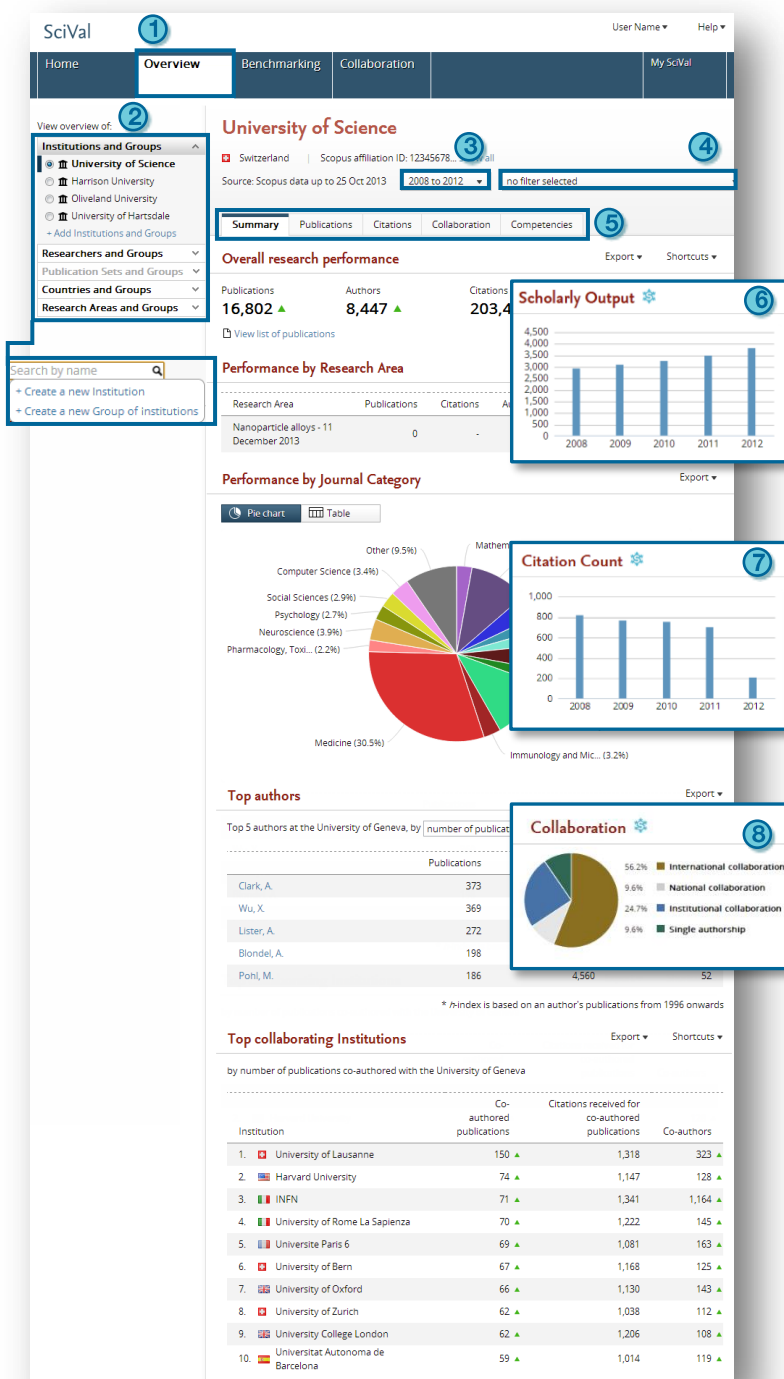 SciVal
User Name ▾ Help ▾
1
Home Overview Benchmarking Collaboration My SciVal
2
View overview of:
Institutions and Groups
University of Science
Harrison University
Oliveland University
University of Hartsdale
+ Add Institutions and Groups
Researchers and Groups
Publication Sets and Groups
Countries and Groups
Research Areas and Groups
Search by name
+ Create a new Institution
+ Create a new Group of institutions
University of Science
Switzerland | Scopus affiliation ID: 12345678...
3
4
Source: Scopus data up to 25 Oct 2013 2008 to 2012 ▾ no filter selected
Summary Publications Citations Collaboration Competencies
5
Overall research performance Export ▾ Shortcuts ▾
Publications Authors Citations
16,802 ▲ 8,447 ▲ 203,4
View list of publications
Performance by Research Area
Research Area Publications Citations A
Nanoparticle alloys - 11
December 2013 0 -
Scholarly Output
6
4,500
4,000
3,500
3,000
2,500
2,000
1,500
1,000
500
0
2008 2009 2010 2011 2012
Performance by Journal Category Export ▾
Pie chart Table
Other (9.5%)
Mathem
Computer Science (3.4%)
Social Sciences (2.9%)
Psychology (2.7%)
Neuroscience (3.9%)
Pharmacology, Toxi... (2.2%)
Medicine (30.5%)
Immunology and Mic... (3.2%)
Citation Count
7
1,000
800
600
400
200
0
2008 2009 2010 2011 2012
Top authors Export ▾
Top 5 authors at the University of Geneva, by number of publicat
Publications
Clark, A. 373
Wu, X. 369
Lister, A. 272
Blondel, A. 198
Pohl, M. 186 4,560 52
Collaboration
8
56.2% International collaboration
9.6% National collaboration
24.7% Institutional collaboration
9.6% Single authorship
* h-index is based on an author's publications from 1996 onwards
Top collaborating Institutions Export ▾ Shortcuts ▾
by number of publications co-authored with the University of Geneva
Co- Citations received for
authored co-authored
Institution publications publications Co-authors
1. University of Lausanne 150 ▲ 1,318 323 ▲
2. Harvard University 74 ▲ 1,147 128 ▲
3. INFN 71 ▲ 1,341 1,164 ▲
4. University of Rome La Sapienza 70 ▲ 1,222 145 ▲
5. Universite Paris 6 69 ▲ 1,081 163 ▲
6. University of Bern 67 ▲ 1,168 125 ▲
7. University of Oxford 66 ▲ 1,130 143 ▲
8. University of Zurich 62 ▲ 1,038 112 ▲
9. University College London 62 ▲ 1,206 108 ▲
10. Universitat Autonoma de
Barcelona 59 ▲ 1,014 119 ▲